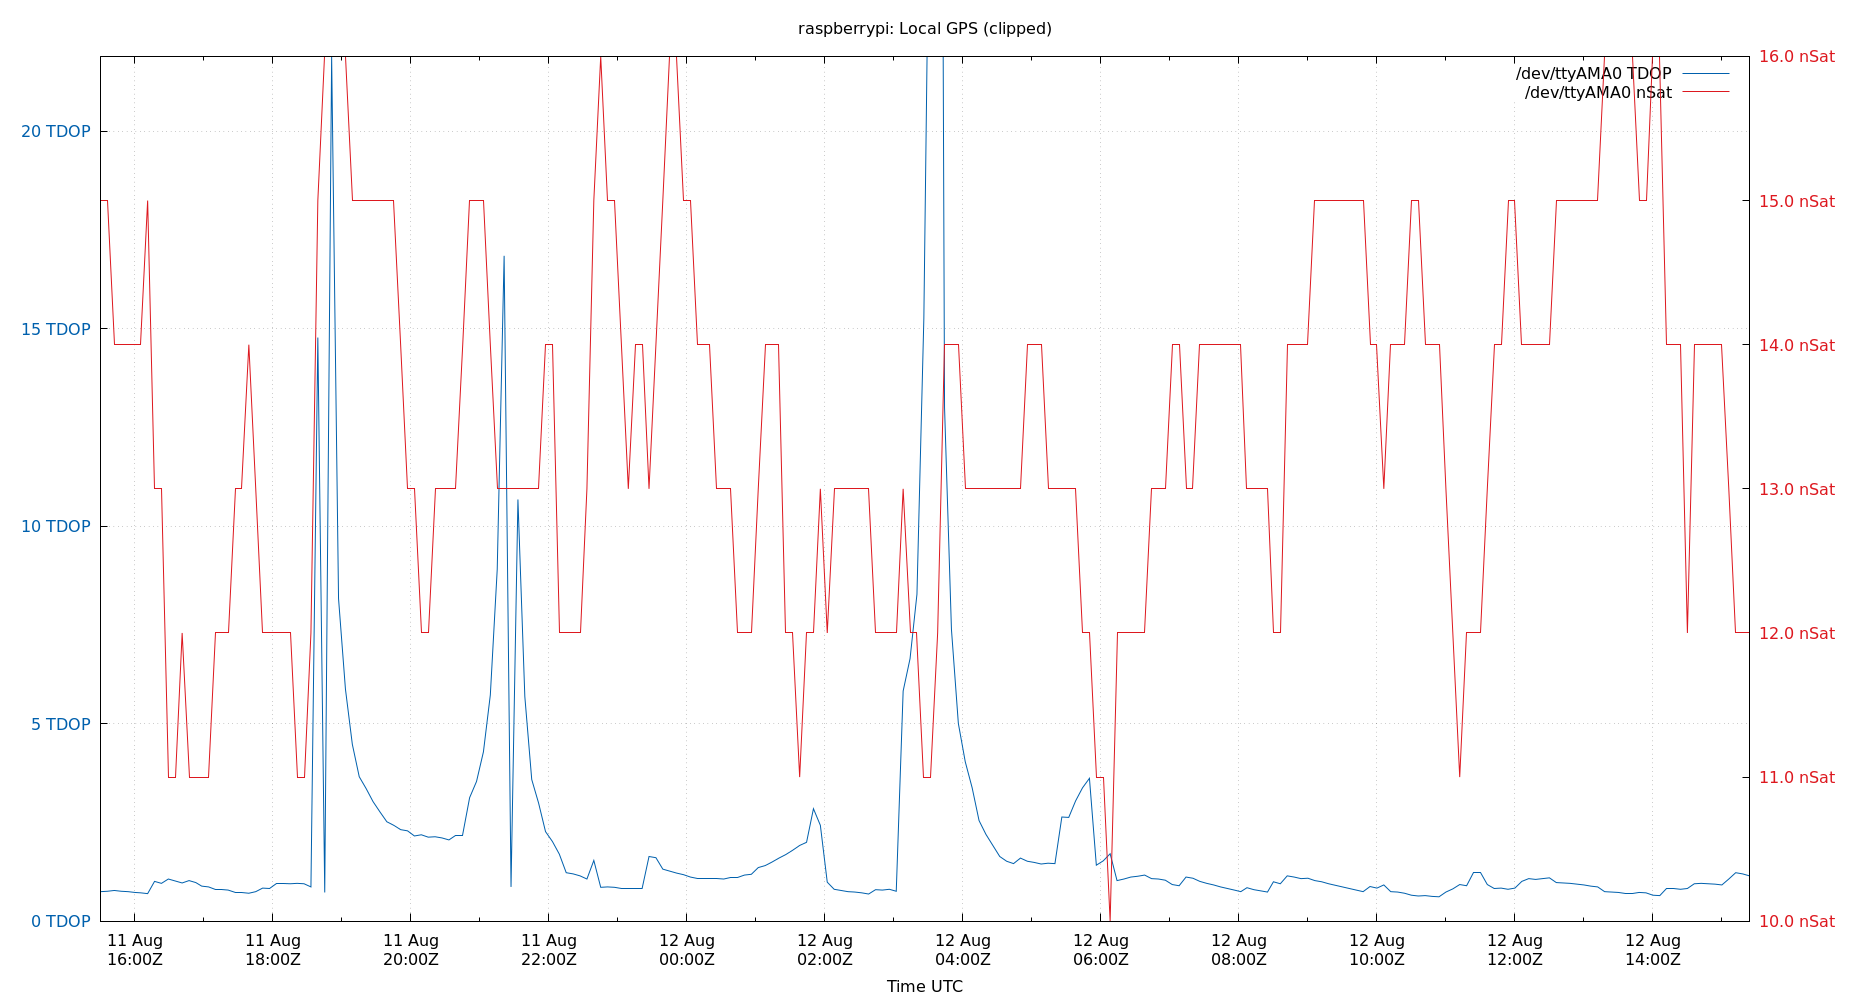 raspberrypi: Local GPS (clipped)
/dev/ttyAMA0 TDOP
/dev/ttyAMA0 nSat
20 TDOP
15 TDOP
10 TDOP
5 TDOP
0 TDOP
16.0 nSat
15.0 nSat
14.0 nSat
13.0 nSat
12.0 nSat
11.0 nSat
10.0 nSat
11 Aug 11 Aug 11 Aug 11 Aug 12 Aug 12 Aug 12 Aug 12 Aug 12 Aug 12 Aug 12 Aug 12 Aug
16:00Z 18:00Z 20:00Z 22:00Z 00:00Z 02:00Z 04:00Z 06:00Z 08:00Z 10:00Z 12:00Z 14:00Z
Time UTC